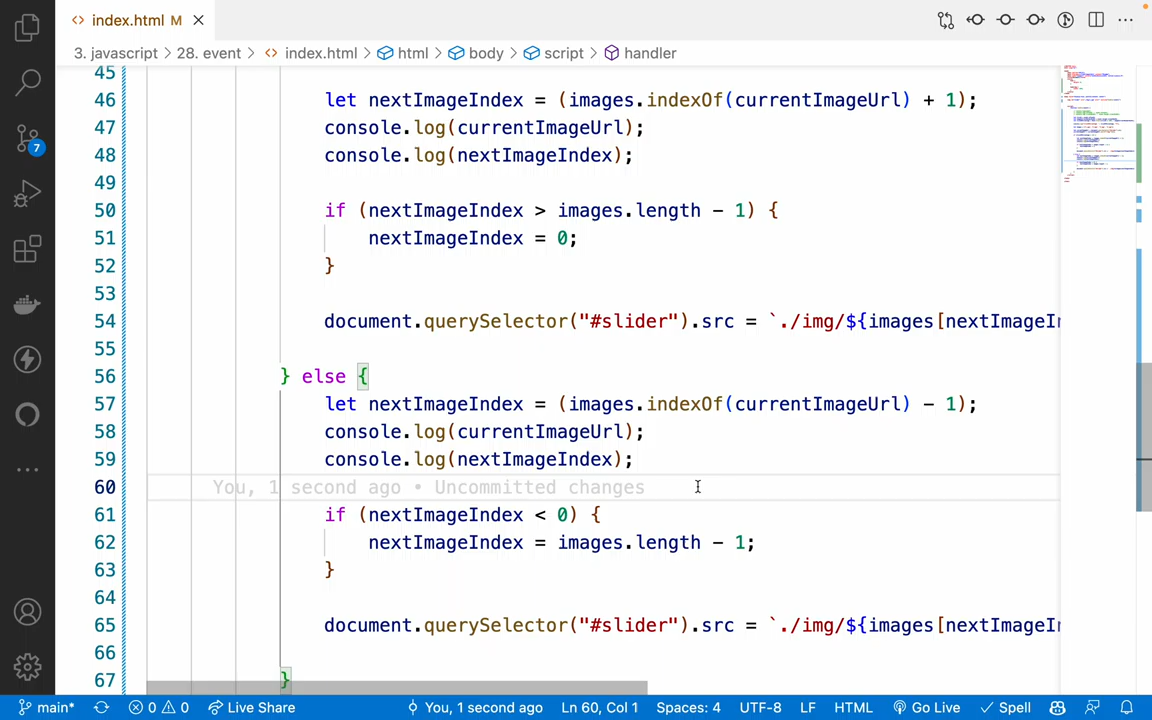 index.html M
3. javascript > 28. event > index.html > html > body > script > handler
45
46 let nextImageIndex = (images.indexOf(currentImageUrl) + 1);
47 console.log(currentImageUrl);
48 console.log(nextImageIndex);
49
50 if (nextImageIndex > images.length - 1) {
51 nextImageIndex = 0;
52 }
53
54 document.querySelector("#slider").src = `./img/${images[nextImageIn
55
56 } else {
57 let nextImageIndex = (images.indexOf(currentImageUrl) - 1);
58 console.log(currentImageUrl);
59 console.log(nextImageIndex);
60 You, 1 second ago • Uncommitted changes
61 if (nextImageIndex < 0) {
62 nextImageIndex = images.length - 1;
63 }
64
65 document.querySelector("#slider").src = `./img/${images[nextImageIn
66
67 }
7
main* 0 0 Live Share You, 1 second ago Ln 60, Col 1 Spaces: 4 UTF-8 LF HTML Go Live Spell